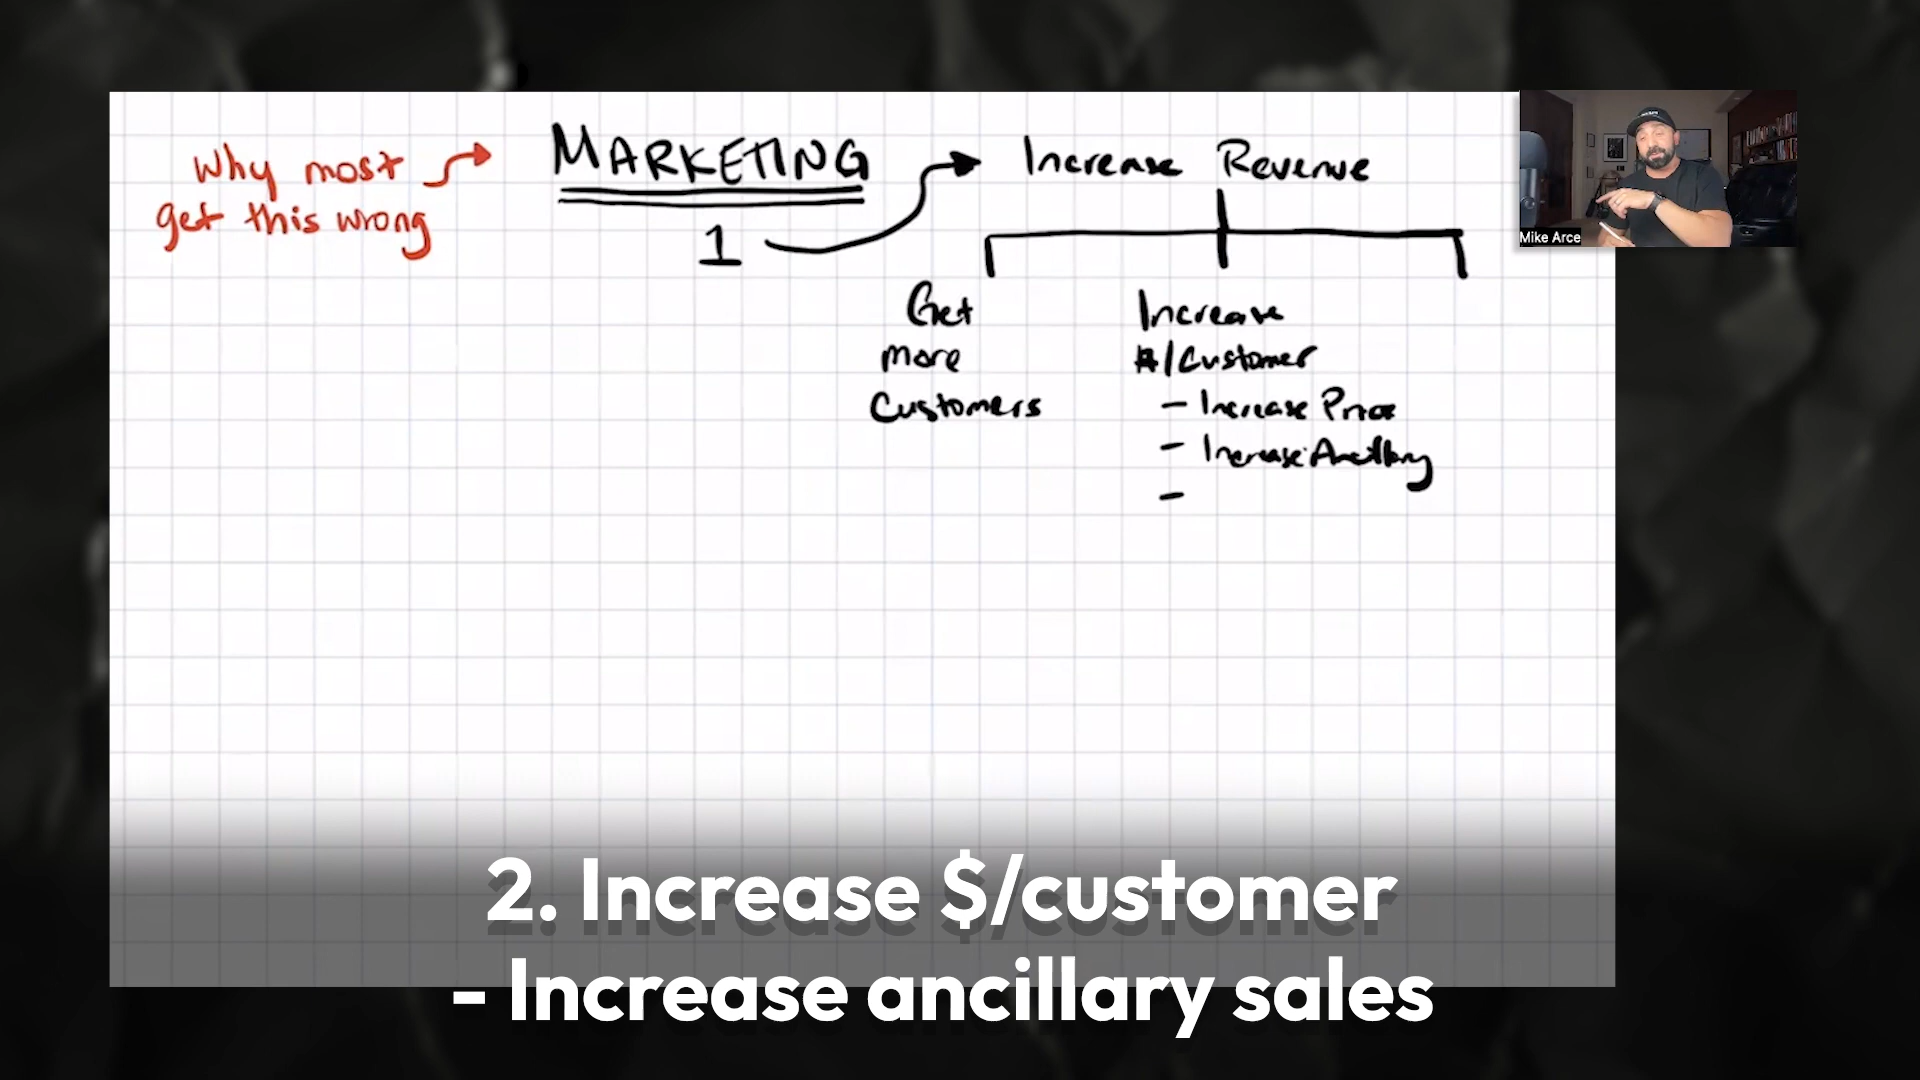 Why most
get this wrong
MARKETING
1
Increase Revenue
Get
More
Customers
Increase
$/Customer
- Increase Price
- Increase Ancillary
-
Mike Arce
2. Increase $/customer
- Increase ancillary sales